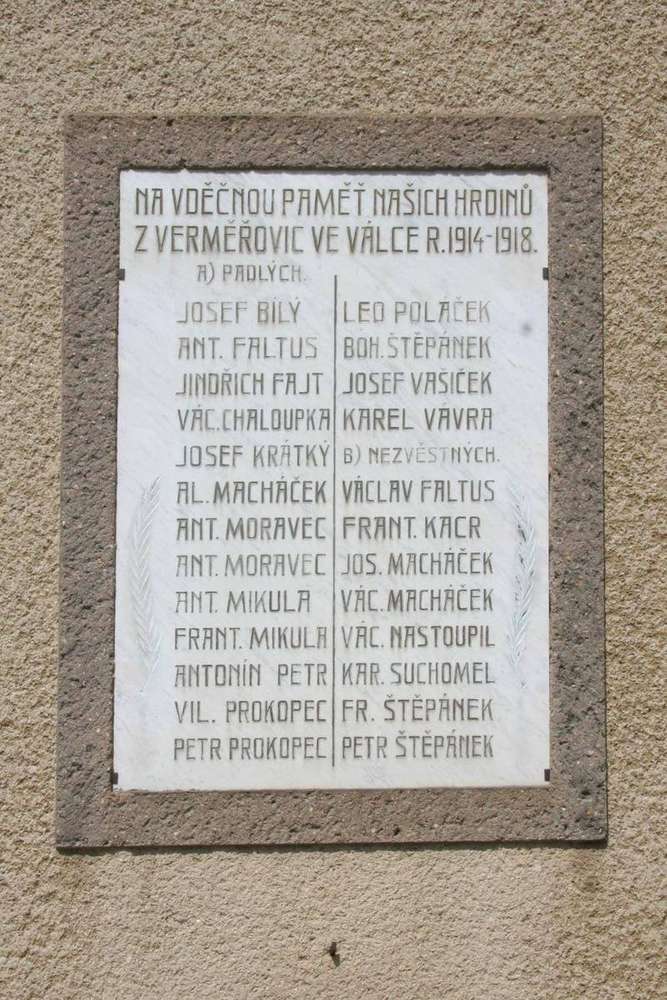 NA VDĚČNOU PAMĚŤ NAŠICH HRDINŮ
Z VERMĚŘOVIC VE VÁLCE R. 1914-1918.
A) PADLÝCH.
JOSEF BÍLÝ
ANT. FALTUS
JINDŘICH FAJT
VÁC. CHALOUPKA
JOSEF KRÁTKÝ
AL. MACHÁČEK
ANT. MORAVEC
ANT. MORAVEC
ANT. MIKULA
FRANT. MIKULA
ANTONÍN PETR
VIL. PROKOPEC
PETR PROKOPEC
LEO POLAČEK
BOH. ŠTĚPÁNEK
JOSEF VAŠIČEK
KAREL VÁVRA
B) NEZVĚSTNÝCH.
VÁCLAV FALTUS
FRANT. KACR
JOS. MACHÁČEK
VÁC. MACHÁČEK
VÁC. NASTOUPIL
KAR. SUCHOMEL
FR. ŠTĚPÁNEK
PETR ŠTĚPÁNEK